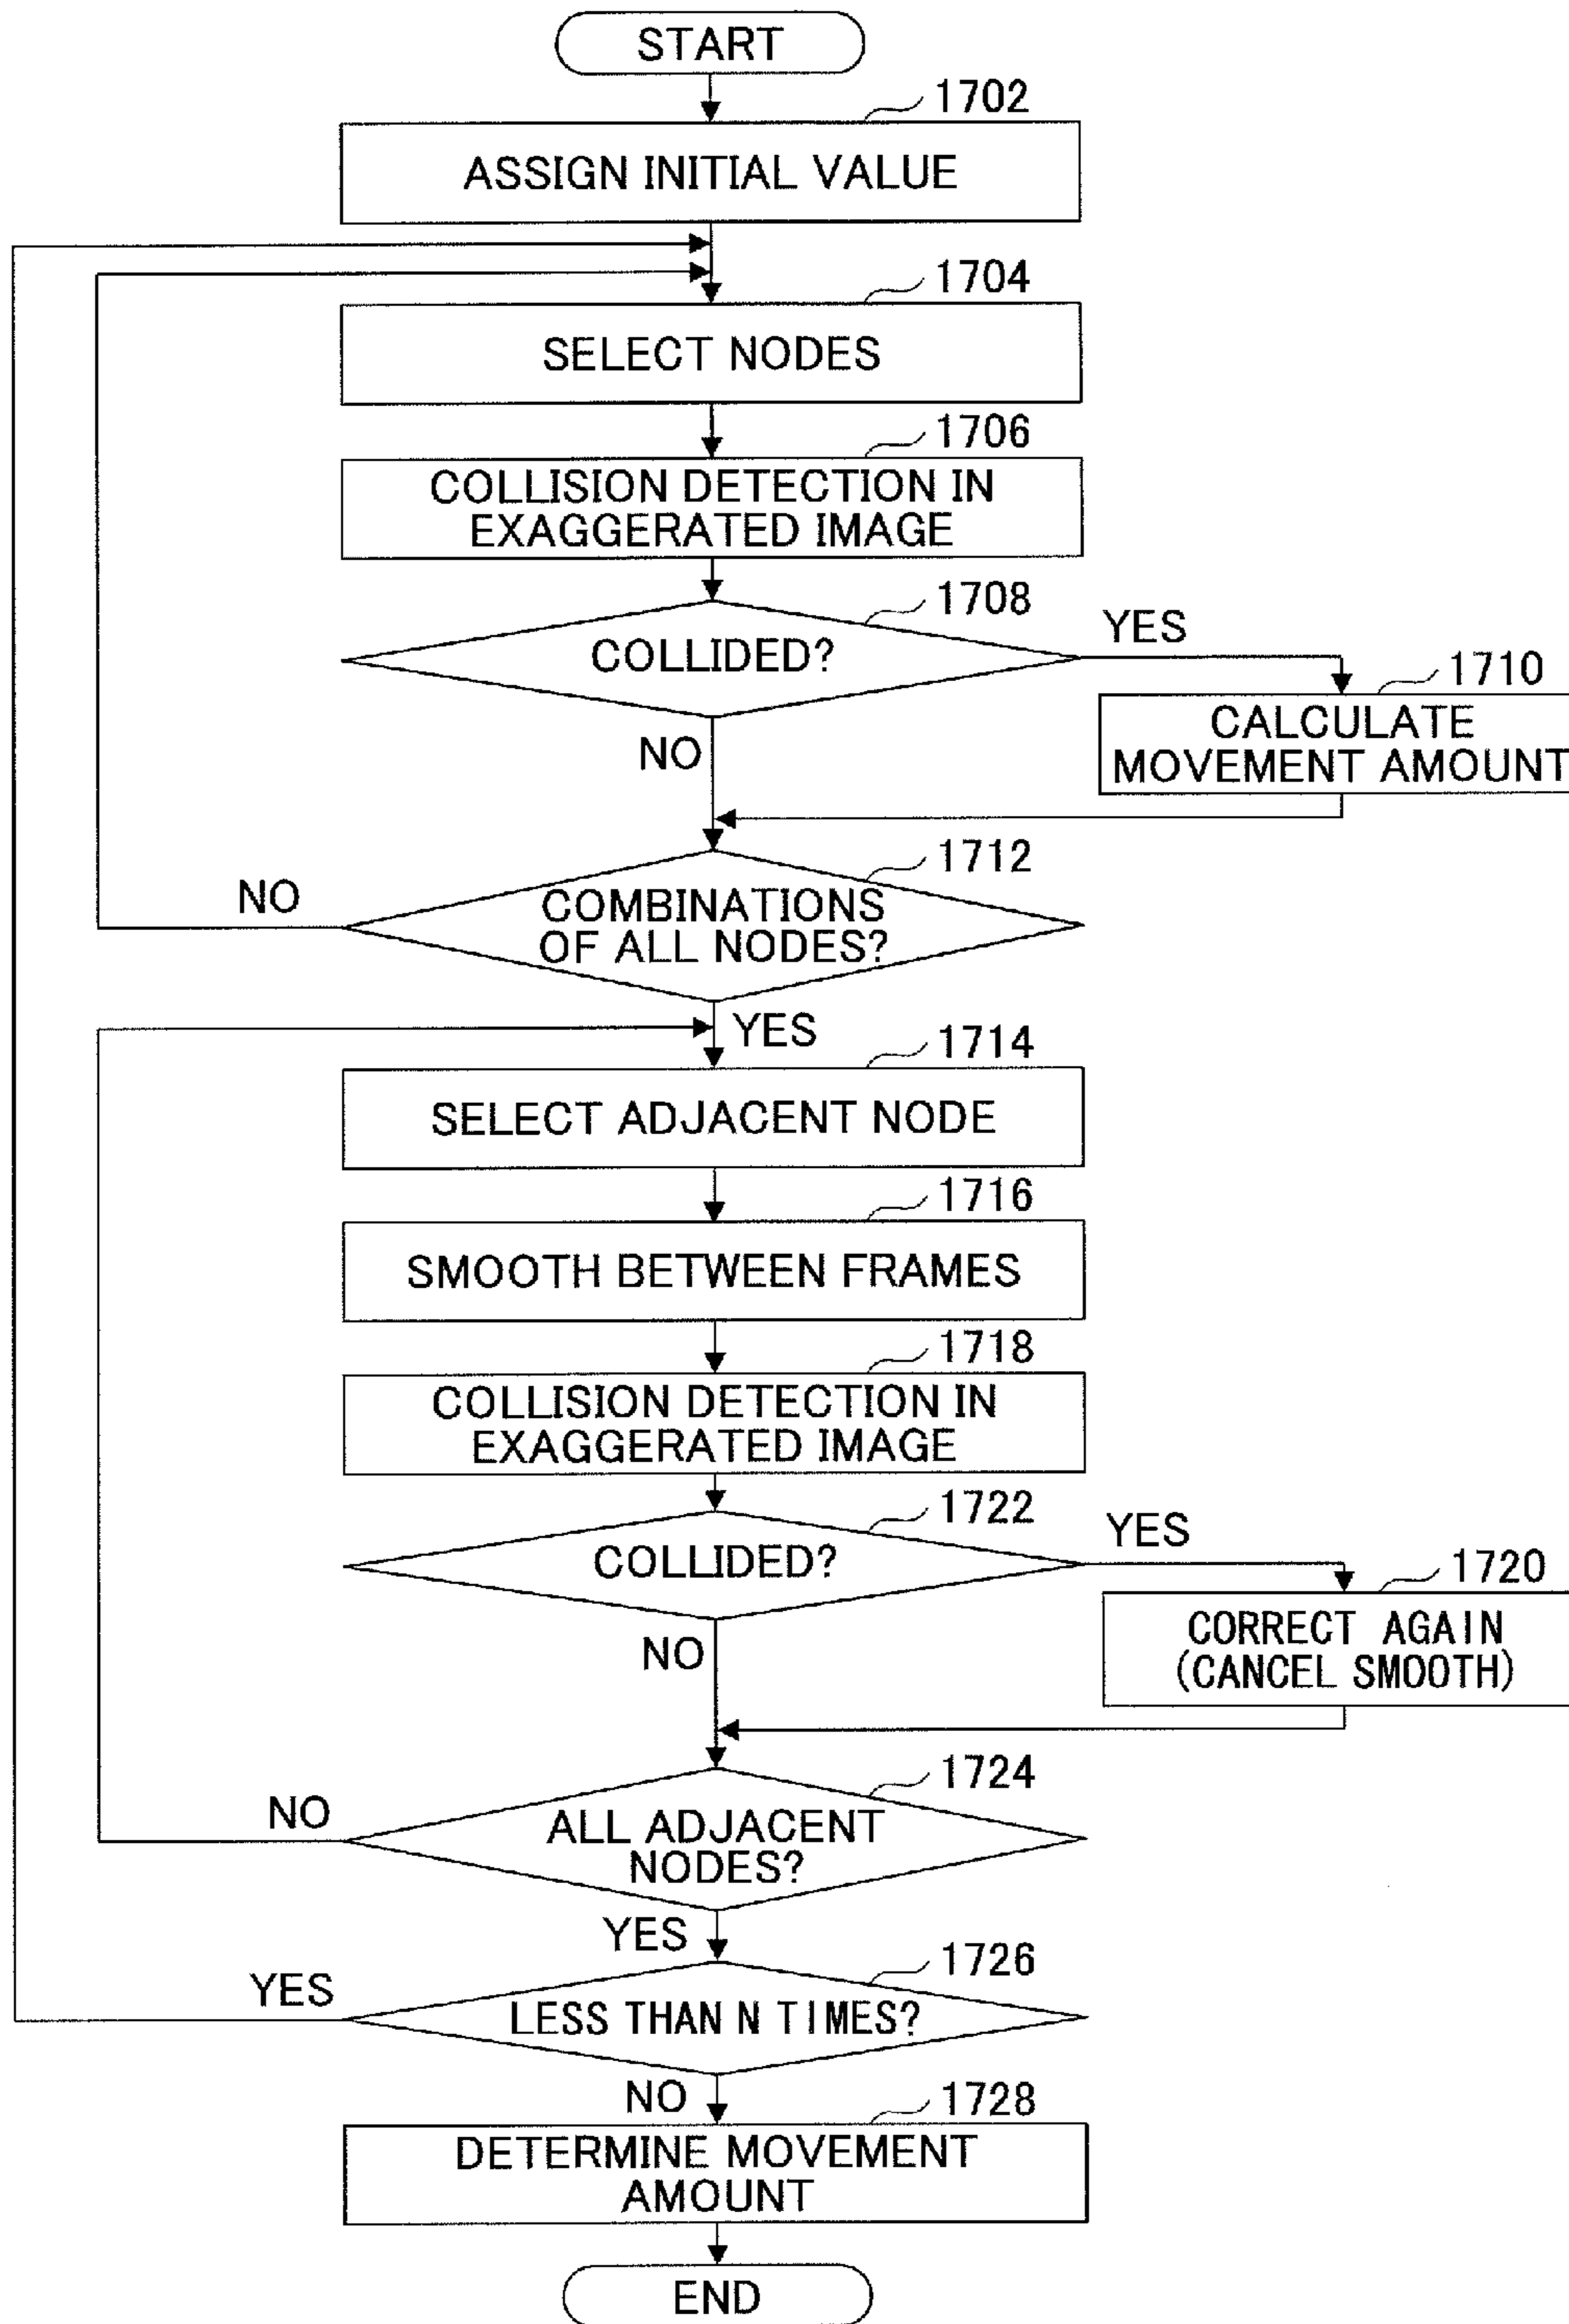 START
1702
ASSIGN INITIAL VALUE
1704
SELECT NODES
1706
COLLISION DETECTION IN
EXAGGERATED IMAGE
1708
COLLIDED?
YES
1710
CALCULATE
MOVEMENT AMOUNT
NO
1712
NO
COMBINATIONS
OF ALL NODES?
YES
1714
SELECT ADJACENT NODE
1716
SMOOTH BETWEEN FRAMES
1718
COLLISION DETECTION IN
EXAGGERATED IMAGE
1722
COLLIDED?
YES
1720
CORRECT AGAIN
(CANCEL SMOOTH)
NO
1724
NO
ALL ADJACENT
NODES?
YES
1726
YES
LESS THAN N TIMES?
NO
1728
DETERMINE MOVEMENT
AMOUNT
END